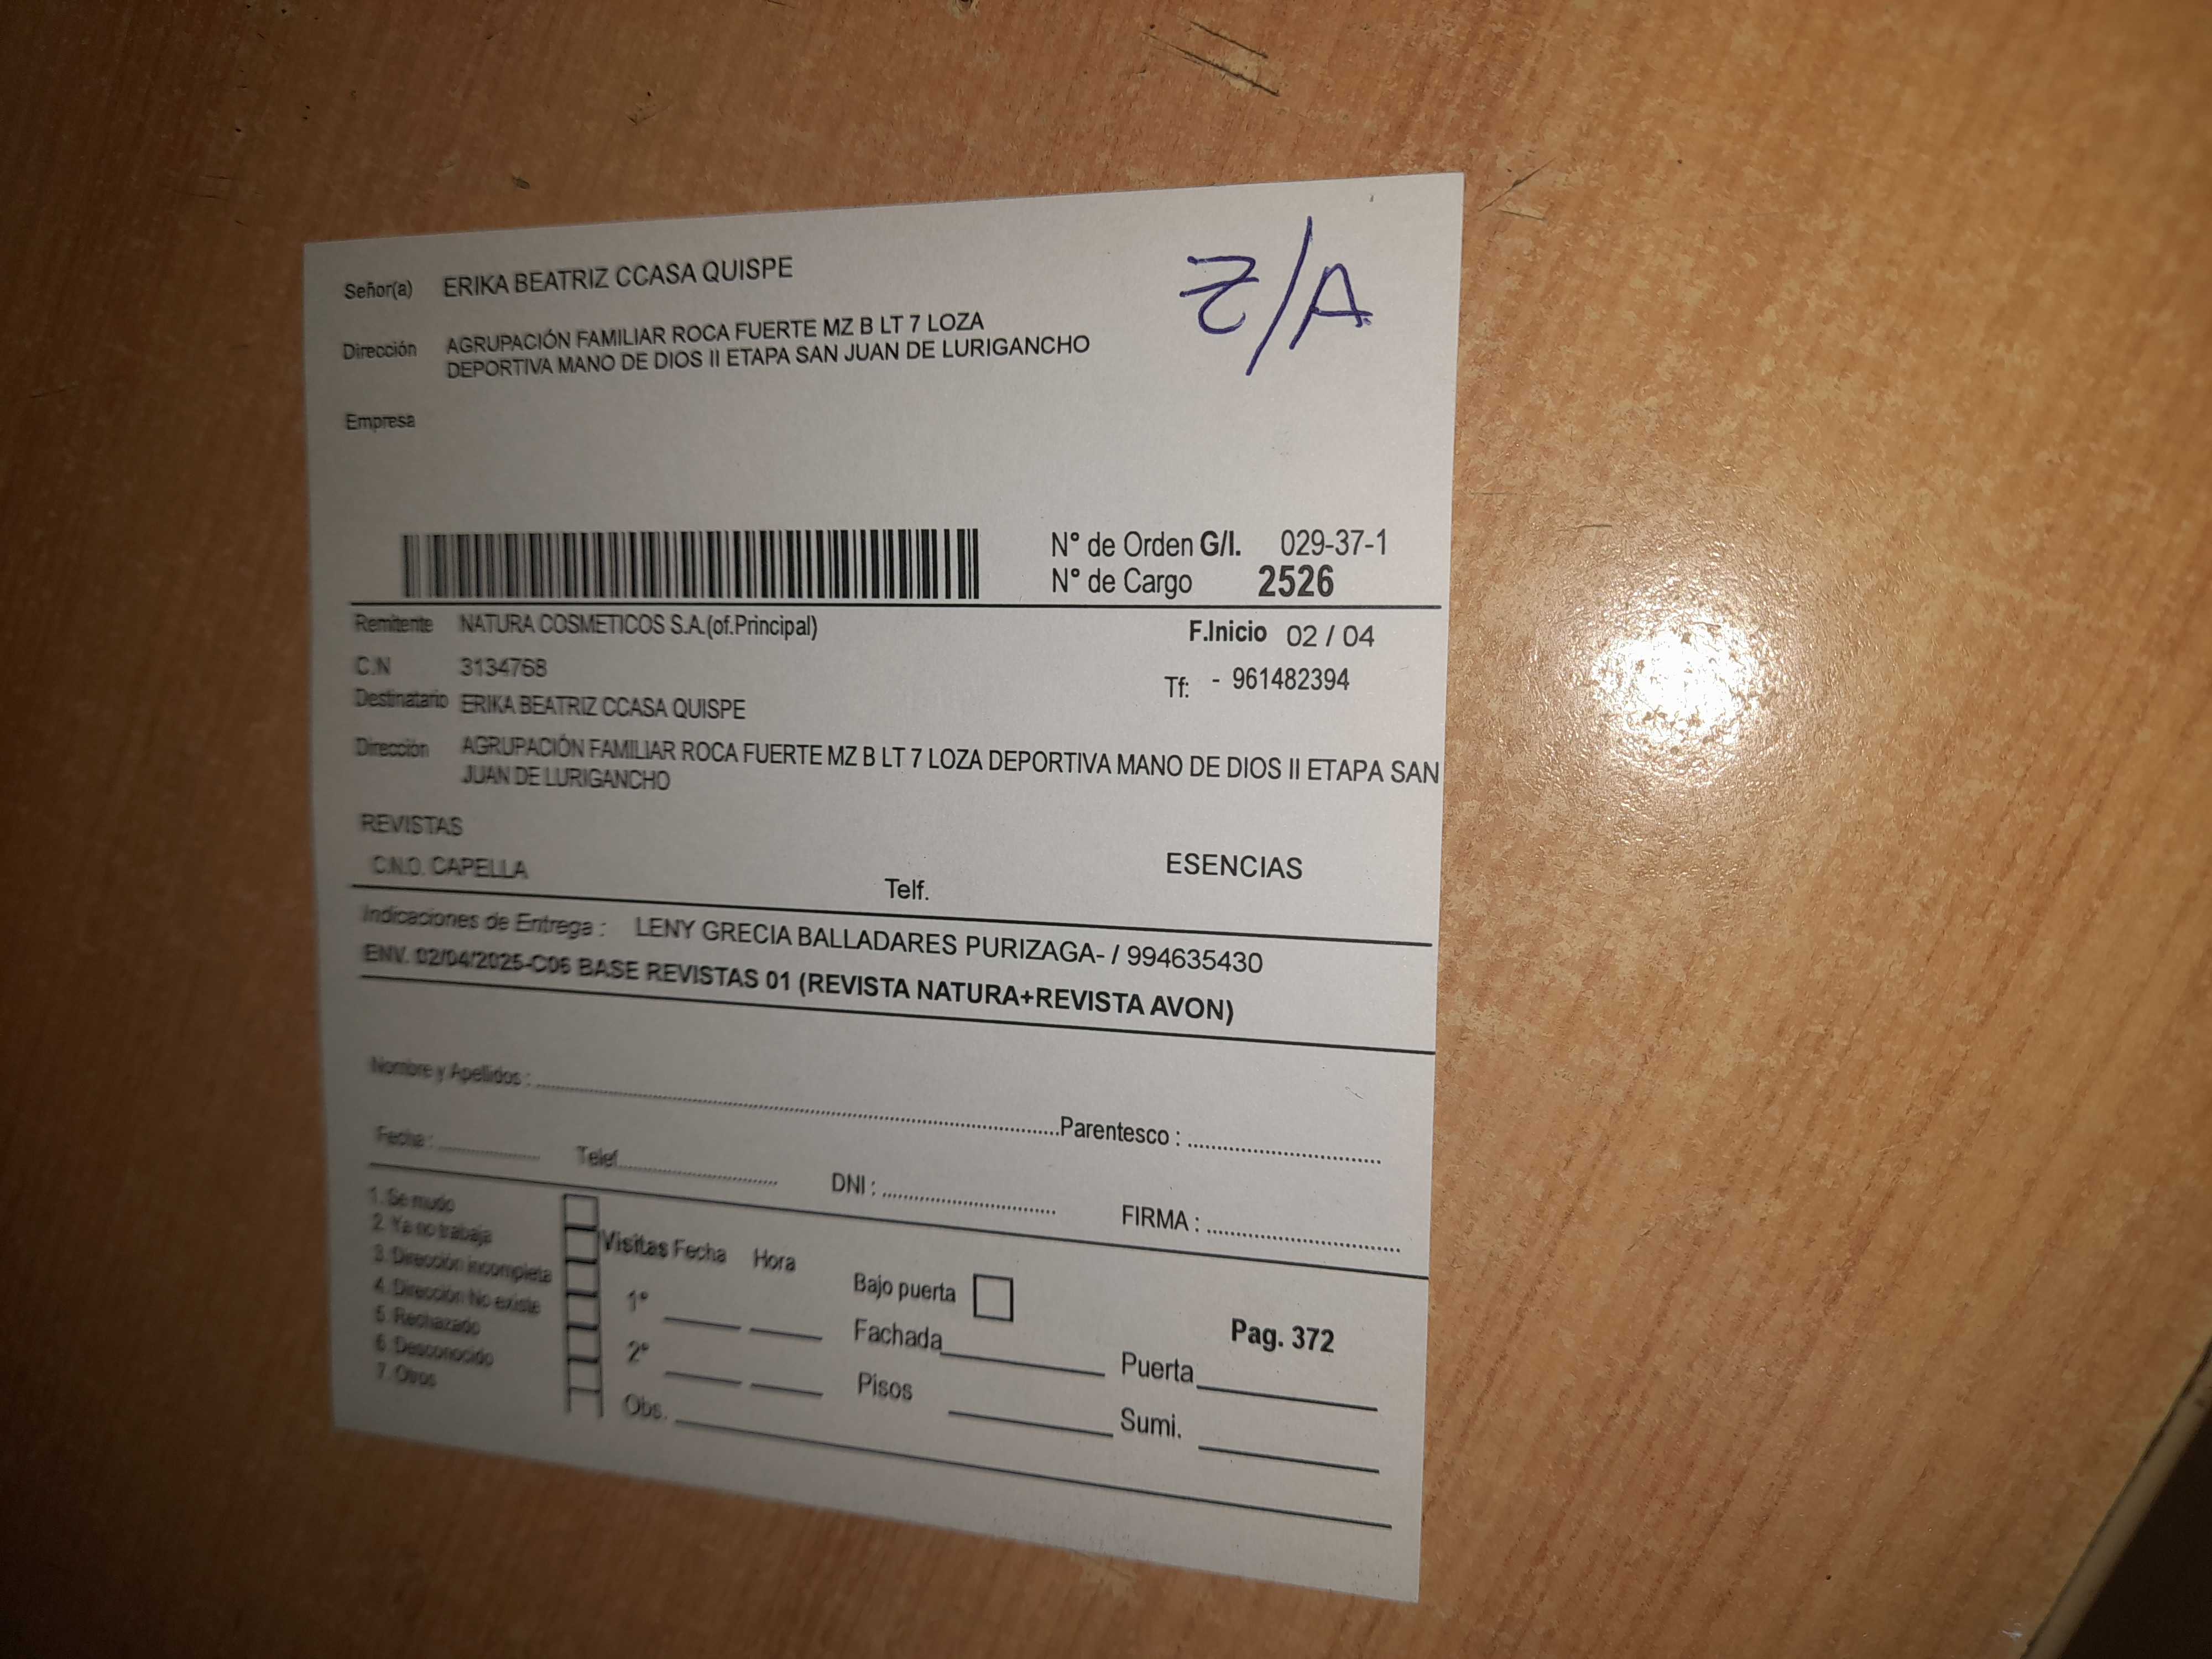 Señor(a) ERIKA BEATRIZ CCASA QUISPE
Z/A
Dirección AGRUPACIÓN FAMILIAR ROCA FUERTE MZ B LT 7 LOZA
DEPORTIVA MANO DE DIOS II ETAPA SAN JUAN DE LURIGANCHO
Empresa
N° de Orden G/I. 029-37-1
N° de Cargo 2526
Remitente NATURA COSMETICOS S.A.(of.Principal) F.Inicio 02 / 04
C.N 3134768 Tf: - 961482394
Destinatario ERIKA BEATRIZ CCASA QUISPE
Dirección AGRUPACIÓN FAMILIAR ROCA FUERTE MZ B LT 7 LOZA DEPORTIVA MANO DE DIOS II ETAPA SAN
JUAN DE LURIGANCHO
REVISTAS
C.N.O. CAPELLA Telf. ESENCIAS
Indicaciones de Entrega : LENY GRECIA BALLADARES PURIZAGA- / 994635430
ENV. 02/04/2025-C06 BASE REVISTAS 01 (REVISTA NATURA+REVISTA AVON)
Nombre y Apellidos : Parentesco :
Fecha : Telef. DNI : FIRMA :
1. Se mudo
2. Ya no trabaja
3. Dirección incompleta
4. Dirección No existe
5. Rechazado
6. Desconocido
7. Otros
Visitas Fecha Hora
1°
2°
Obs.
Bajo puerta
Fachada
Pisos
Pag. 372
Puerta
Sumi.